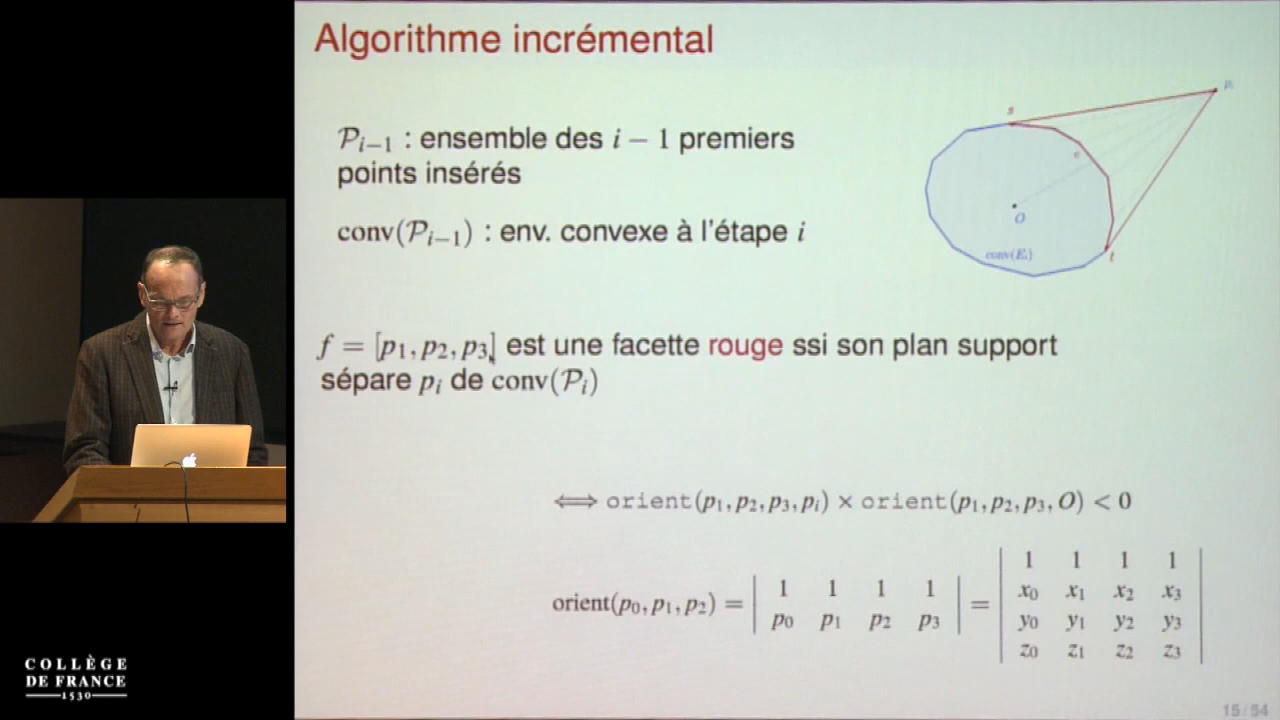 Algorithme incrémental
𝒫ᵢ₋₁ : ensemble des i − 1 premiers
points insérés
conv(𝒫ᵢ₋₁) : env. convexe à l'étape i
s
pᵢ
e
O
conv(Eᵢ)
t
f = [p₁, p₂, p₃] est une facette rouge ssi son plan support
sépare pᵢ de conv(𝒫ᵢ)
⟺ orient(p₁, p₂, p₃, pᵢ) × orient(p₁, p₂, p₃, O) < 0
orient(p₀, p₁, p₂) = | 1 1 1 1 | = | 1 1 1 1 |
| p₀ p₁ p₂ p₃ | | x₀ x₁ x₂ x₃ |
| y₀ y₁ y₂ y₃ |
| z₀ z₁ z₂ z₃ |
COLLÈGE
DE FRANCE
1530
15 / 54